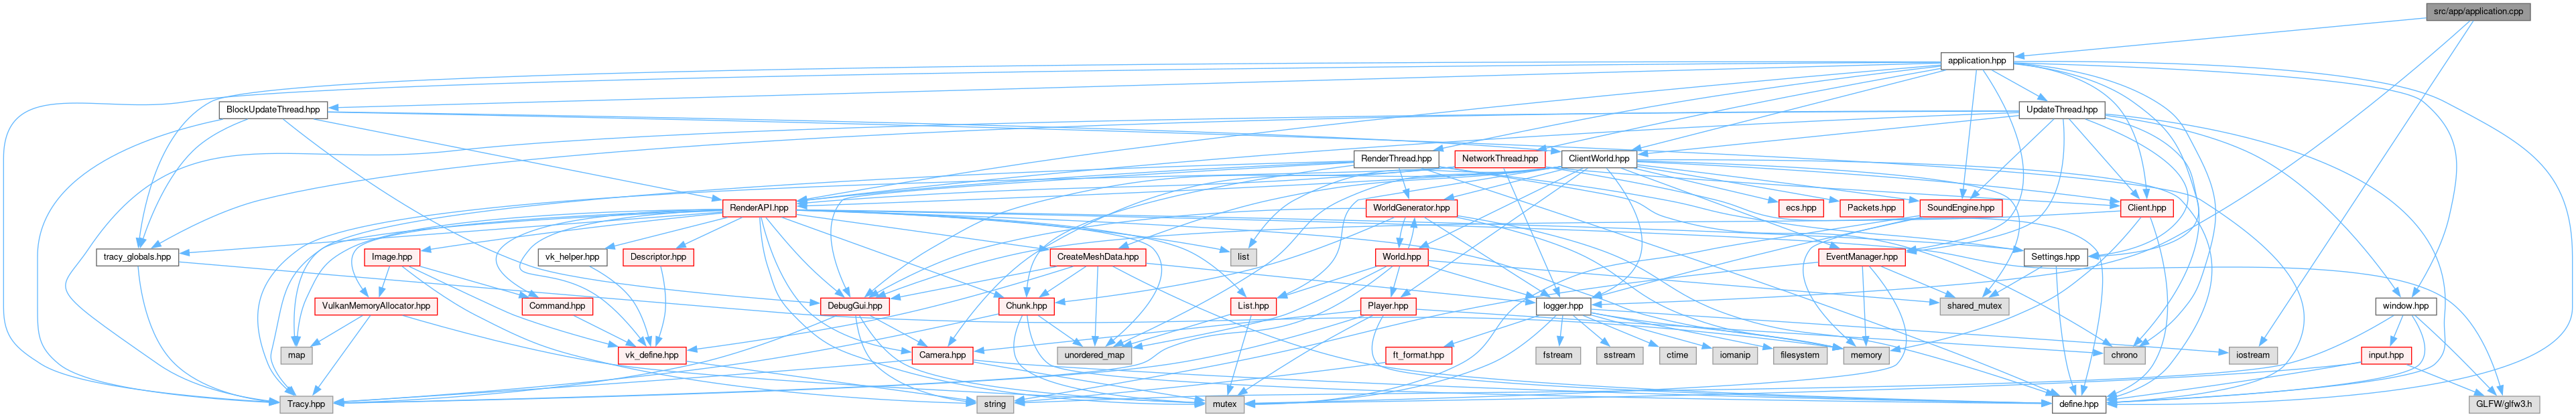 src/app/application.cpp
application.hpp
BlockUpdateThread.hpp
UpdateThread.hpp
RenderThread.hpp
NetworkThread.hpp
ClientWorld.hpp
RenderAPI.hpp
WorldGenerator.hpp
ecs.hpp
Packets.hpp
SoundEngine.hpp
Client.hpp
tracy_globals.hpp
Image.hpp
vk_helper.hpp
Descriptor.hpp
list
CreateMeshData.hpp
World.hpp
EventManager.hpp
Settings.hpp
VulkanMemoryAllocator.hpp
Command.hpp
DebugGui.hpp
Chunk.hpp
List.hpp
Player.hpp
logger.hpp
shared_mutex
window.hpp
map
vk_define.hpp
Camera.hpp
unordered_map
ft_format.hpp
fstream
sstream
ctime
iomanip
filesystem
memory
chrono
iostream
input.hpp
Tracy.hpp
string
mutex
define.hpp
GLFW/glfw3.h